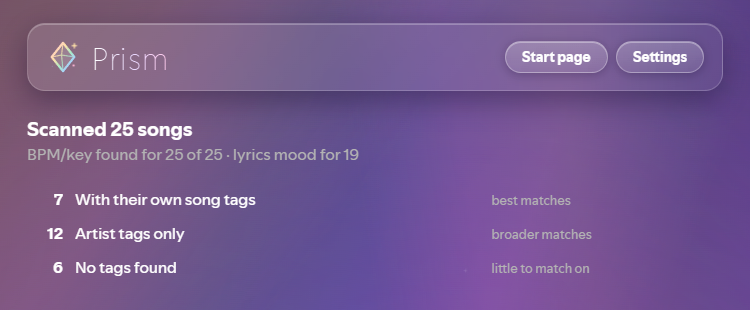 Prism
Start page
Settings
Scanned 25 songs
BPM/key found for 25 of 25 · lyrics mood for 19
7 With their own song tags best matches
12 Artist tags only broader matches
6 No tags found little to match on